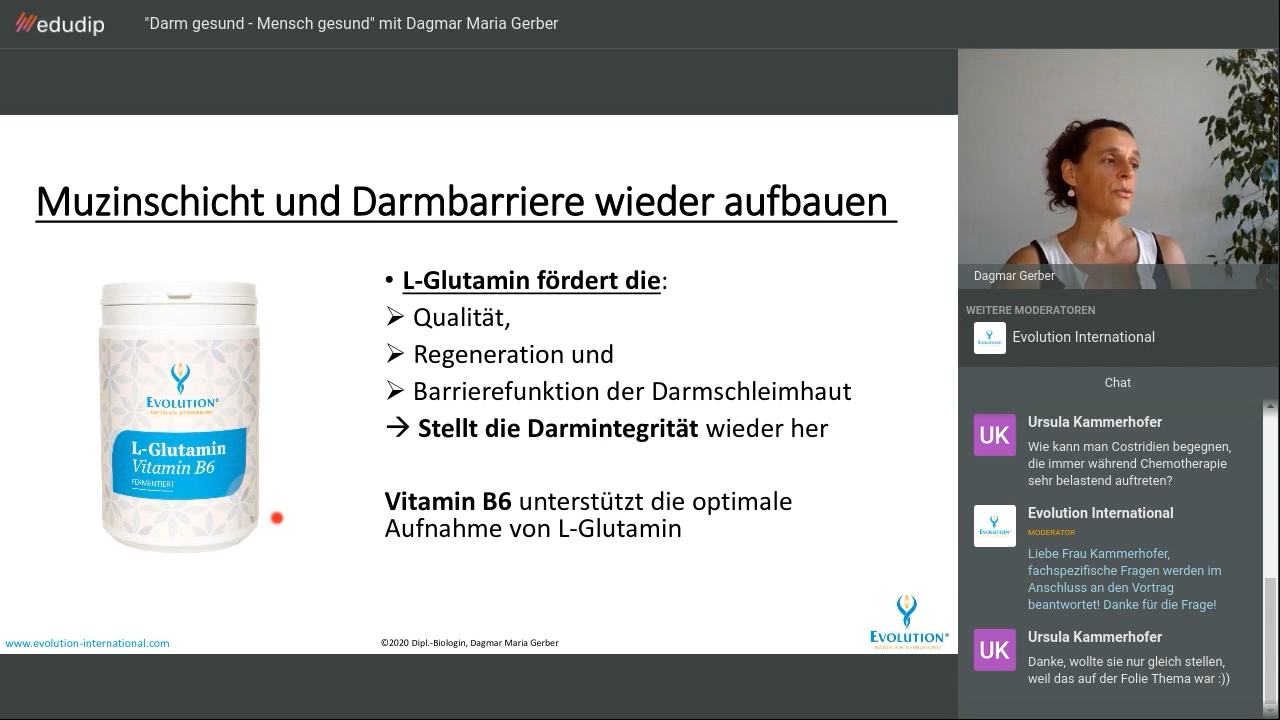 edudip
"Darm gesund - Mensch gesund" mit Dagmar Maria Gerber
Muzinschicht und Darmbarriere wieder aufbauen
• L-Glutamin fördert die:
➢ Qualität,
➢ Regeneration und
➢ Barrierefunktion der Darmschleimhaut
→ Stellt die Darmintegrität wieder her
Vitamin B6 unterstützt die optimale
Aufnahme von L-Glutamin
EVOLUTION®
NATÜRLICH KERNGESUND
L-Glutamin
Vitamin B6
FERMENTIERT
www.evolution-international.com
©2020 Dipl.-Biologin, Dagmar Maria Gerber
EVOLUTION®
NATÜRLICH KERNGESUND
Dagmar Gerber
WEITERE MODERATOREN
EVOLUTION
Evolution International
Chat
UK
Ursula Kammerhofer
Wie kann man Costridien begegnen,
die immer während Chemotherapie
sehr belastend auftreten?
EVOLUTION
Evolution International
MODERATOR
Liebe Frau Kammerhofer,
fachspezifische Fragen werden im
Anschluss an den Vortrag
beantwortet! Danke für die Frage!
UK
Ursula Kammerhofer
Danke, wollte sie nur gleich stellen,
weil das auf der Folie Thema war :))